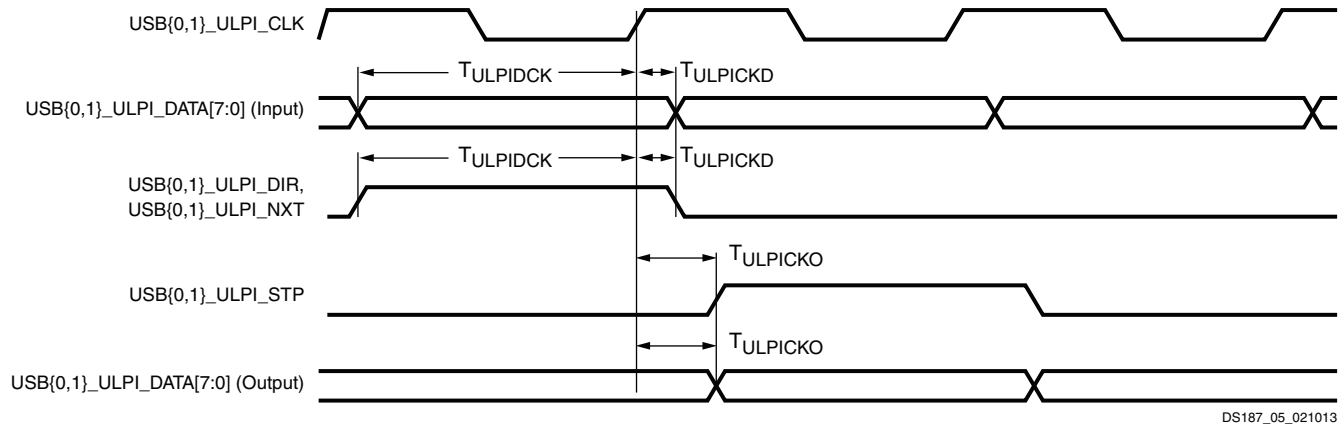 USB{0,1}_ULPI_CLK
TULPIDCK TULPICKD
USB{0,1}_ULPI_DATA[7:0] (Input)
TULPIDCK TULPICKD
USB{0,1}_ULPI_DIR,
USB{0,1}_ULPI_NXT
TULPICKO
USB{0,1}_ULPI_STP
TULPICKO
USB{0,1}_ULPI_DATA[7:0] (Output)
DS187_05_021013